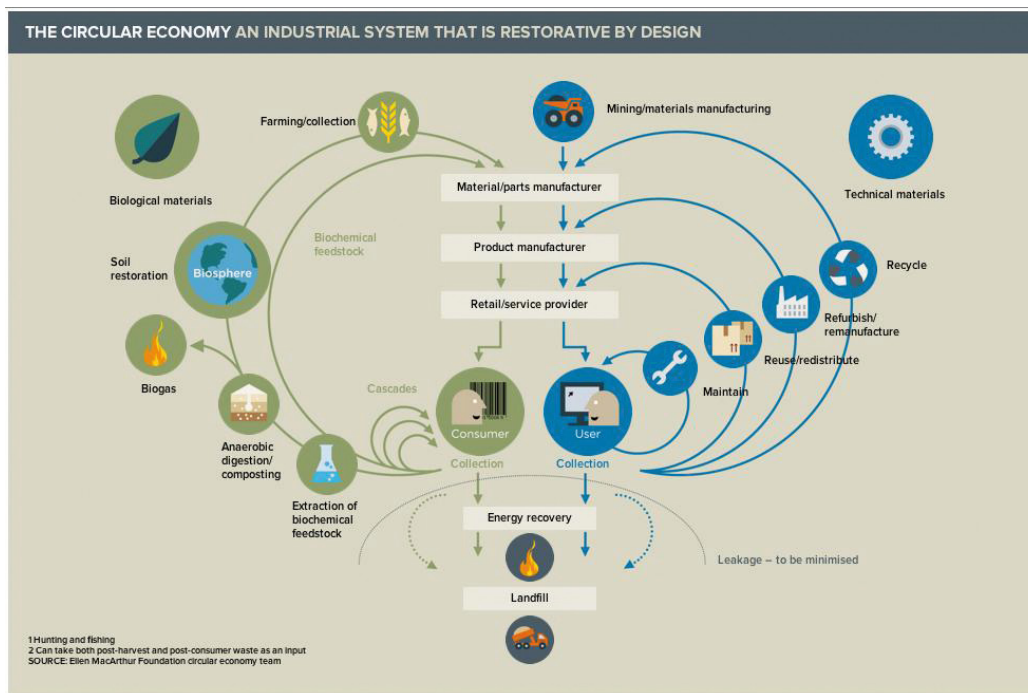 THE CIRCULAR ECONOMY AN INDUSTRIAL SYSTEM THAT IS RESTORATIVE BY DESIGN
Farming/collection
Mining/materials manufacturing
Biological materials
Technical materials
Material/parts manufacturer
Biochemical
feedstock
Product manufacturer
Soil
restoration
Biosphere
Recycle
Retail/service provider
Refurbish/
remanufacture
Reuse/redistribute
Biogas
Cascades
Maintain
Consumer
User
Anaerobic
digestion/
composting
Collection
Collection
Extraction of
biochemical
feedstock
Energy recovery
Leakage – to be minimised
Landfill
1 Hunting and fishing
2 Can take both post-harvest and post-consumer waste as an input
SOURCE: Ellen MacArthur Foundation circular economy team